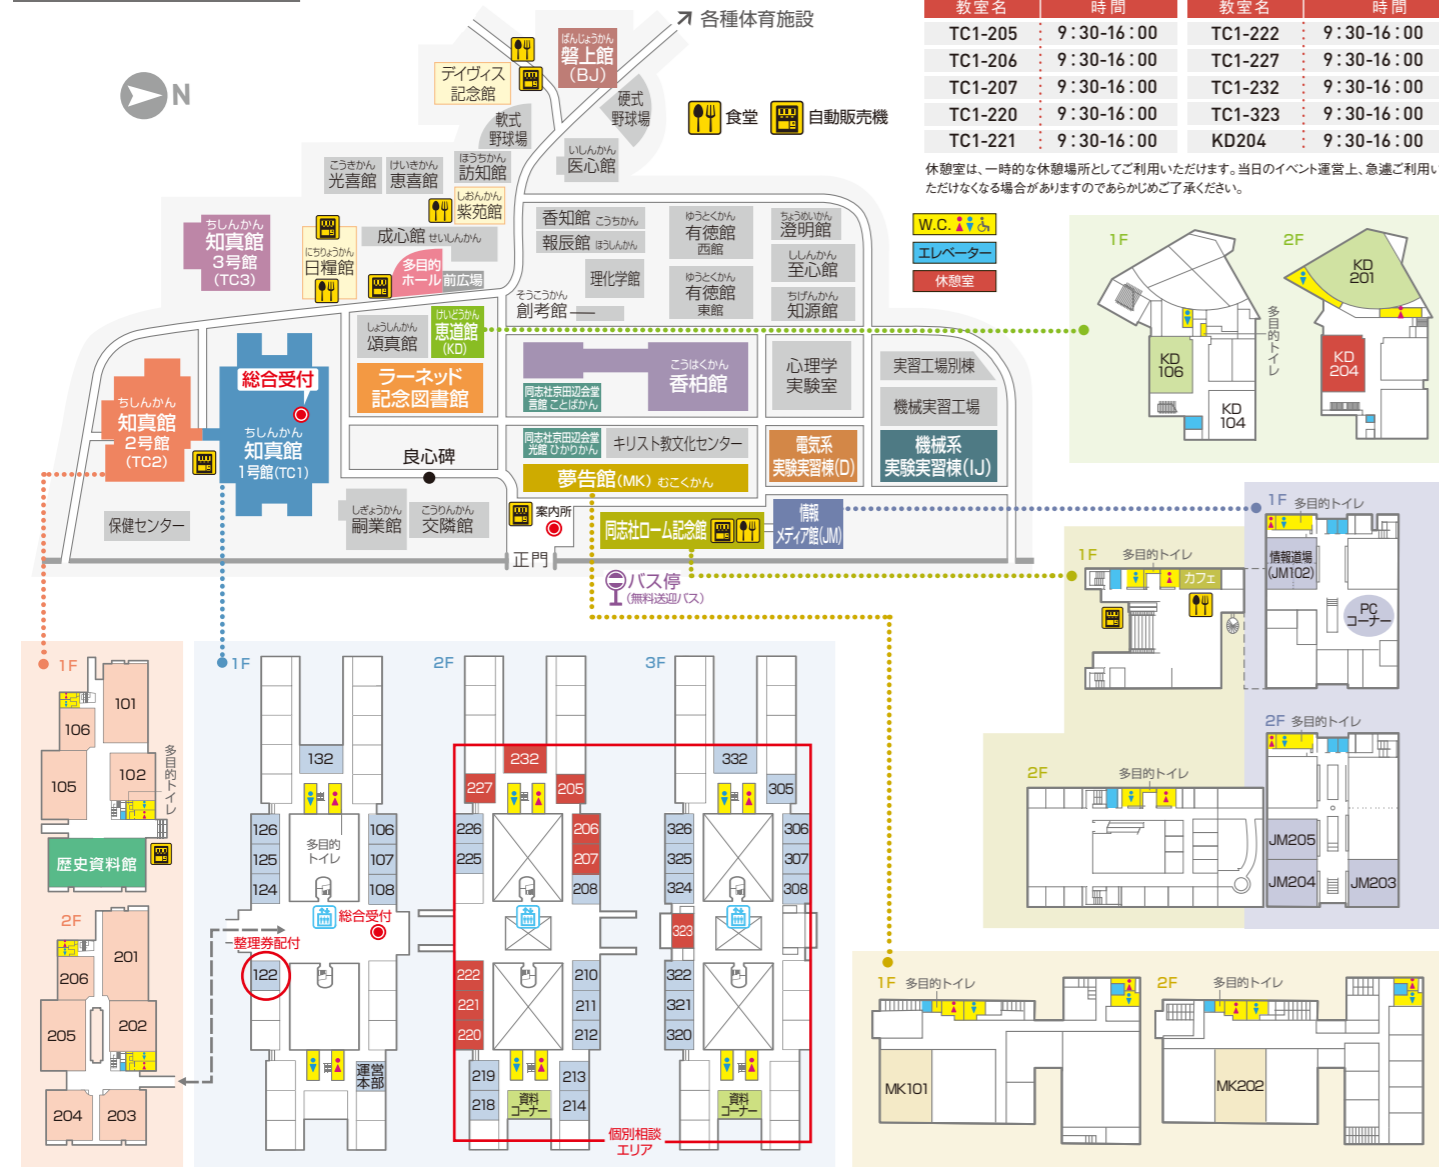 各種体育施設
N
ばんじょうかん
磐上館
(BJ)
デイヴィス
記念館
硬式
野球場
軟式
野球場
食堂
自動販売機
いしんかん
医心館
こうきかん
光喜館
けいきかん
恵喜館
ほうちかん
訪知館
しおんかん
紫苑館
成心館 せいしんかん
ちしんかん
知真館
3号館
(TC3)
にちりょうかん
日糧館
多目的
ホール
前広場
香知館 こうちかん
報辰館 ほうしんかん
理化学館
そうこうかん
創考館
ゆうとくかん
有徳館
西館
ゆうとくかん
有徳館
東館
ちょうめいかん
澄明館
ししんかん
至心館
ちげんかん
知源館
しょうしんかん
頌真館
けいどうかん
恵道館
(KD)
ラーネッド
記念図書館
こうはくかん
香柏館
同志社京田辺会堂
言館 ことばかん
同志社京田辺会堂
光館 ひかりかん
キリスト教文化センター
心理学
実験室
実習工場別棟
機械実習工場
電気系
実験実習棟(D)
機械系
実験実習棟(IJ)
総合受付
ちしんかん
知真館
2号館
(TC2)
ちしんかん
知真館
1号館(TC1)
良心碑
夢告館(MK) むこくかん
しぎょうかん
嗣業館
こうりんかん
交隣館
保健センター
案内所
正門
同志社ローム記念館
情報
メディア館(JM)
バス停
(無料送迎バス)
教室名 時間 教室名 時間
TC1-205 9:30-16:00 TC1-222 9:30-16:00
TC1-206 9:30-16:00 TC1-227 9:30-16:00
TC1-207 9:30-16:00 TC1-232 9:30-16:00
TC1-220 9:30-16:00 TC1-323 9:30-16:00
TC1-221 9:30-16:00 KD204 9:30-16:00
休憩室は、一時的な休憩場所としてご利用いただけます。当日のイベント運営上、急遽ご利用い
ただけなくなる場合がありますのであらかじめご了承ください。
W.C.
エレベーター
休憩室
1F
KD
106
KD
104
多目的トイレ
2F
KD
201
KD
204
1F
多目的トイレ
カフェ
2F
多目的トイレ
1F
多目的トイレ
情報道場
(JM102)
PC
コーナー
2F
多目的トイレ
JM205
JM204
JM203
1F
101
106
102
105
多目的トイレ
歴史資料館
2F
201
206
205
202
204
203
1F
132
126
125
124
106
107
108
多目的
トイレ
総合受付
整理券配付
122
運営
本部
2F
232
227
205
226
225
206
207
208
222
221
220
210
211
212
219
218
213
214
資料
コーナー
3F
332
305
326
325
324
306
307
308
323
322
321
320
資料
コーナー
個別相談
エリア
1F
多目的トイレ
MK101
2F
多目的トイレ
MK202